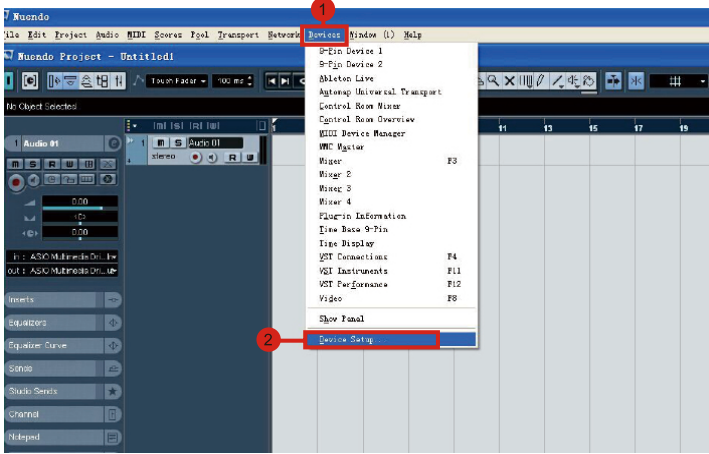 1
Nuendo
File Edit Project Audio MIDI Scores Pool Transport Network Devices Window (1) Help
Nuendo Project - Untitled1
Touch Fader 100 ms
No Object Selected
9-Pin Device 1
9-Pin Device 2
Ableton Live
Automap Universal Transport
Control Room Mixer
Control Room Overview
MIDI Device Manager
MMC Master
Mixer F3
Mixer 2
Mixer 3
Mixer 4
Plug-in Information
Time Base 9-Pin
Time Display
VST Connections F4
VST Instruments F11
VST Performance F12
Video F8
Show Panel
2 Device Setup...
11 13 15 17 19
1 Audio 01
m S R W
0.00
<C>
0.00
in : ASIO Multimedia Dri...
out : ASIO Multimedia Dri...
Inserts
Equalizers
Equalizer Curve
Sends
Studio Sends
Channel
Notepad
1 m S Audio 01
stereo R W